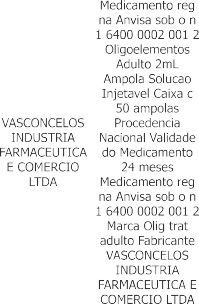 VASCONCELOS
INDUSTRIA
FARMACEUTICA
E COMERCIO
LTDA
Medicamento reg
na Anvisa sob o n
1 6400 0002 001 2
Oligoelementos
Adulto 2mL
Ampola Solucao
Injetavel Caixa c
50 ampolas
Procedencia
Nacional Validade
do Medicamento
24 meses
Medicamento reg
na Anvisa sob o n
1 6400 0002 001 2
Marca Olig trat
adulto Fabricante
VASCONCELOS
INDUSTRIA
FARMACEUTICA E
COMERCIO LTDA